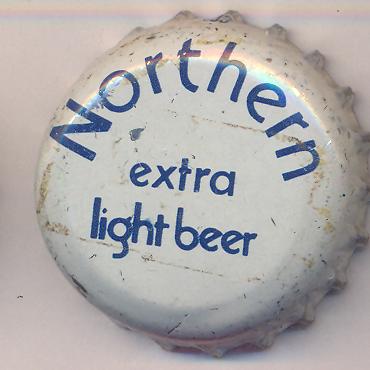 Northern
extra
light beer